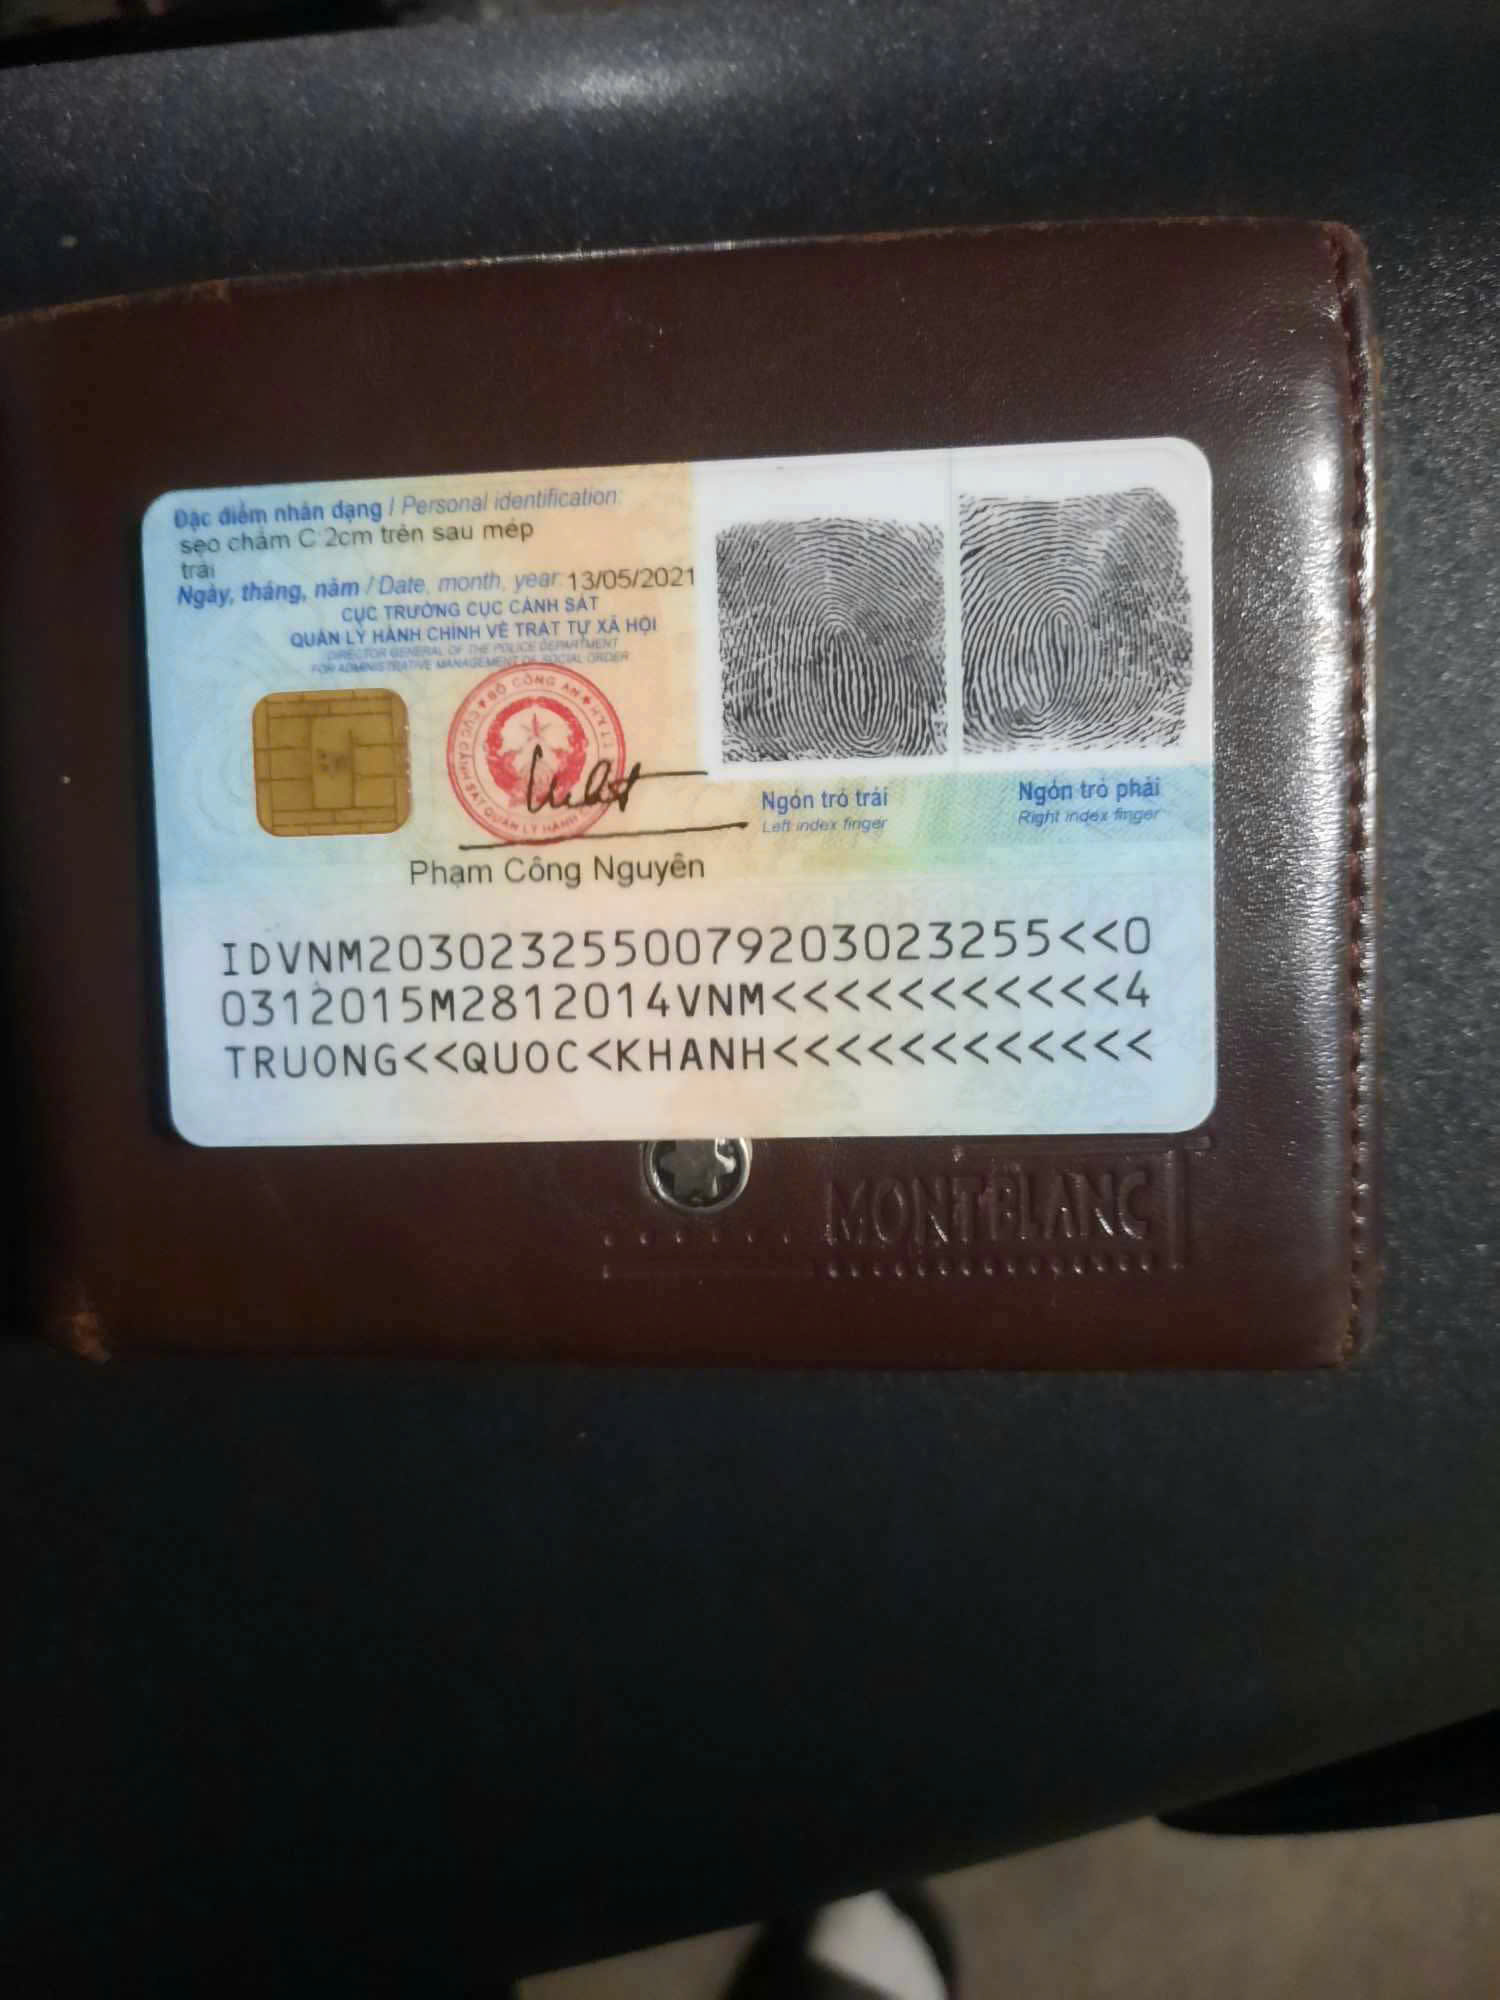 Đặc điểm nhân dạng / Personal identification:
sẹo chấm C 2cm trên sau mép
trái
Ngày, tháng, năm / Date, month, year: 13/05/2021
CỤC TRƯỞNG CỤC CẢNH SÁT
QUẢN LÝ HÀNH CHÍNH VỀ TRẬT TỰ XÃ HỘI
DIRECTOR GENERAL OF THE POLICE DEPARTMENT
FOR ADMINISTRATIVE MANAGEMENT OF SOCIAL ORDER
BỘ CÔNG AN
Ngón trỏ trái
Left index finger
Ngón trỏ phải
Right index finger
Phạm Công Nguyên
IDVNM2030232550079203023255<<0
0312015M2812014VNM<<<<<<<<<<<4
TRUONG<<QUOC<KHANH<<<<<<<<<<<<
MONTBLANC